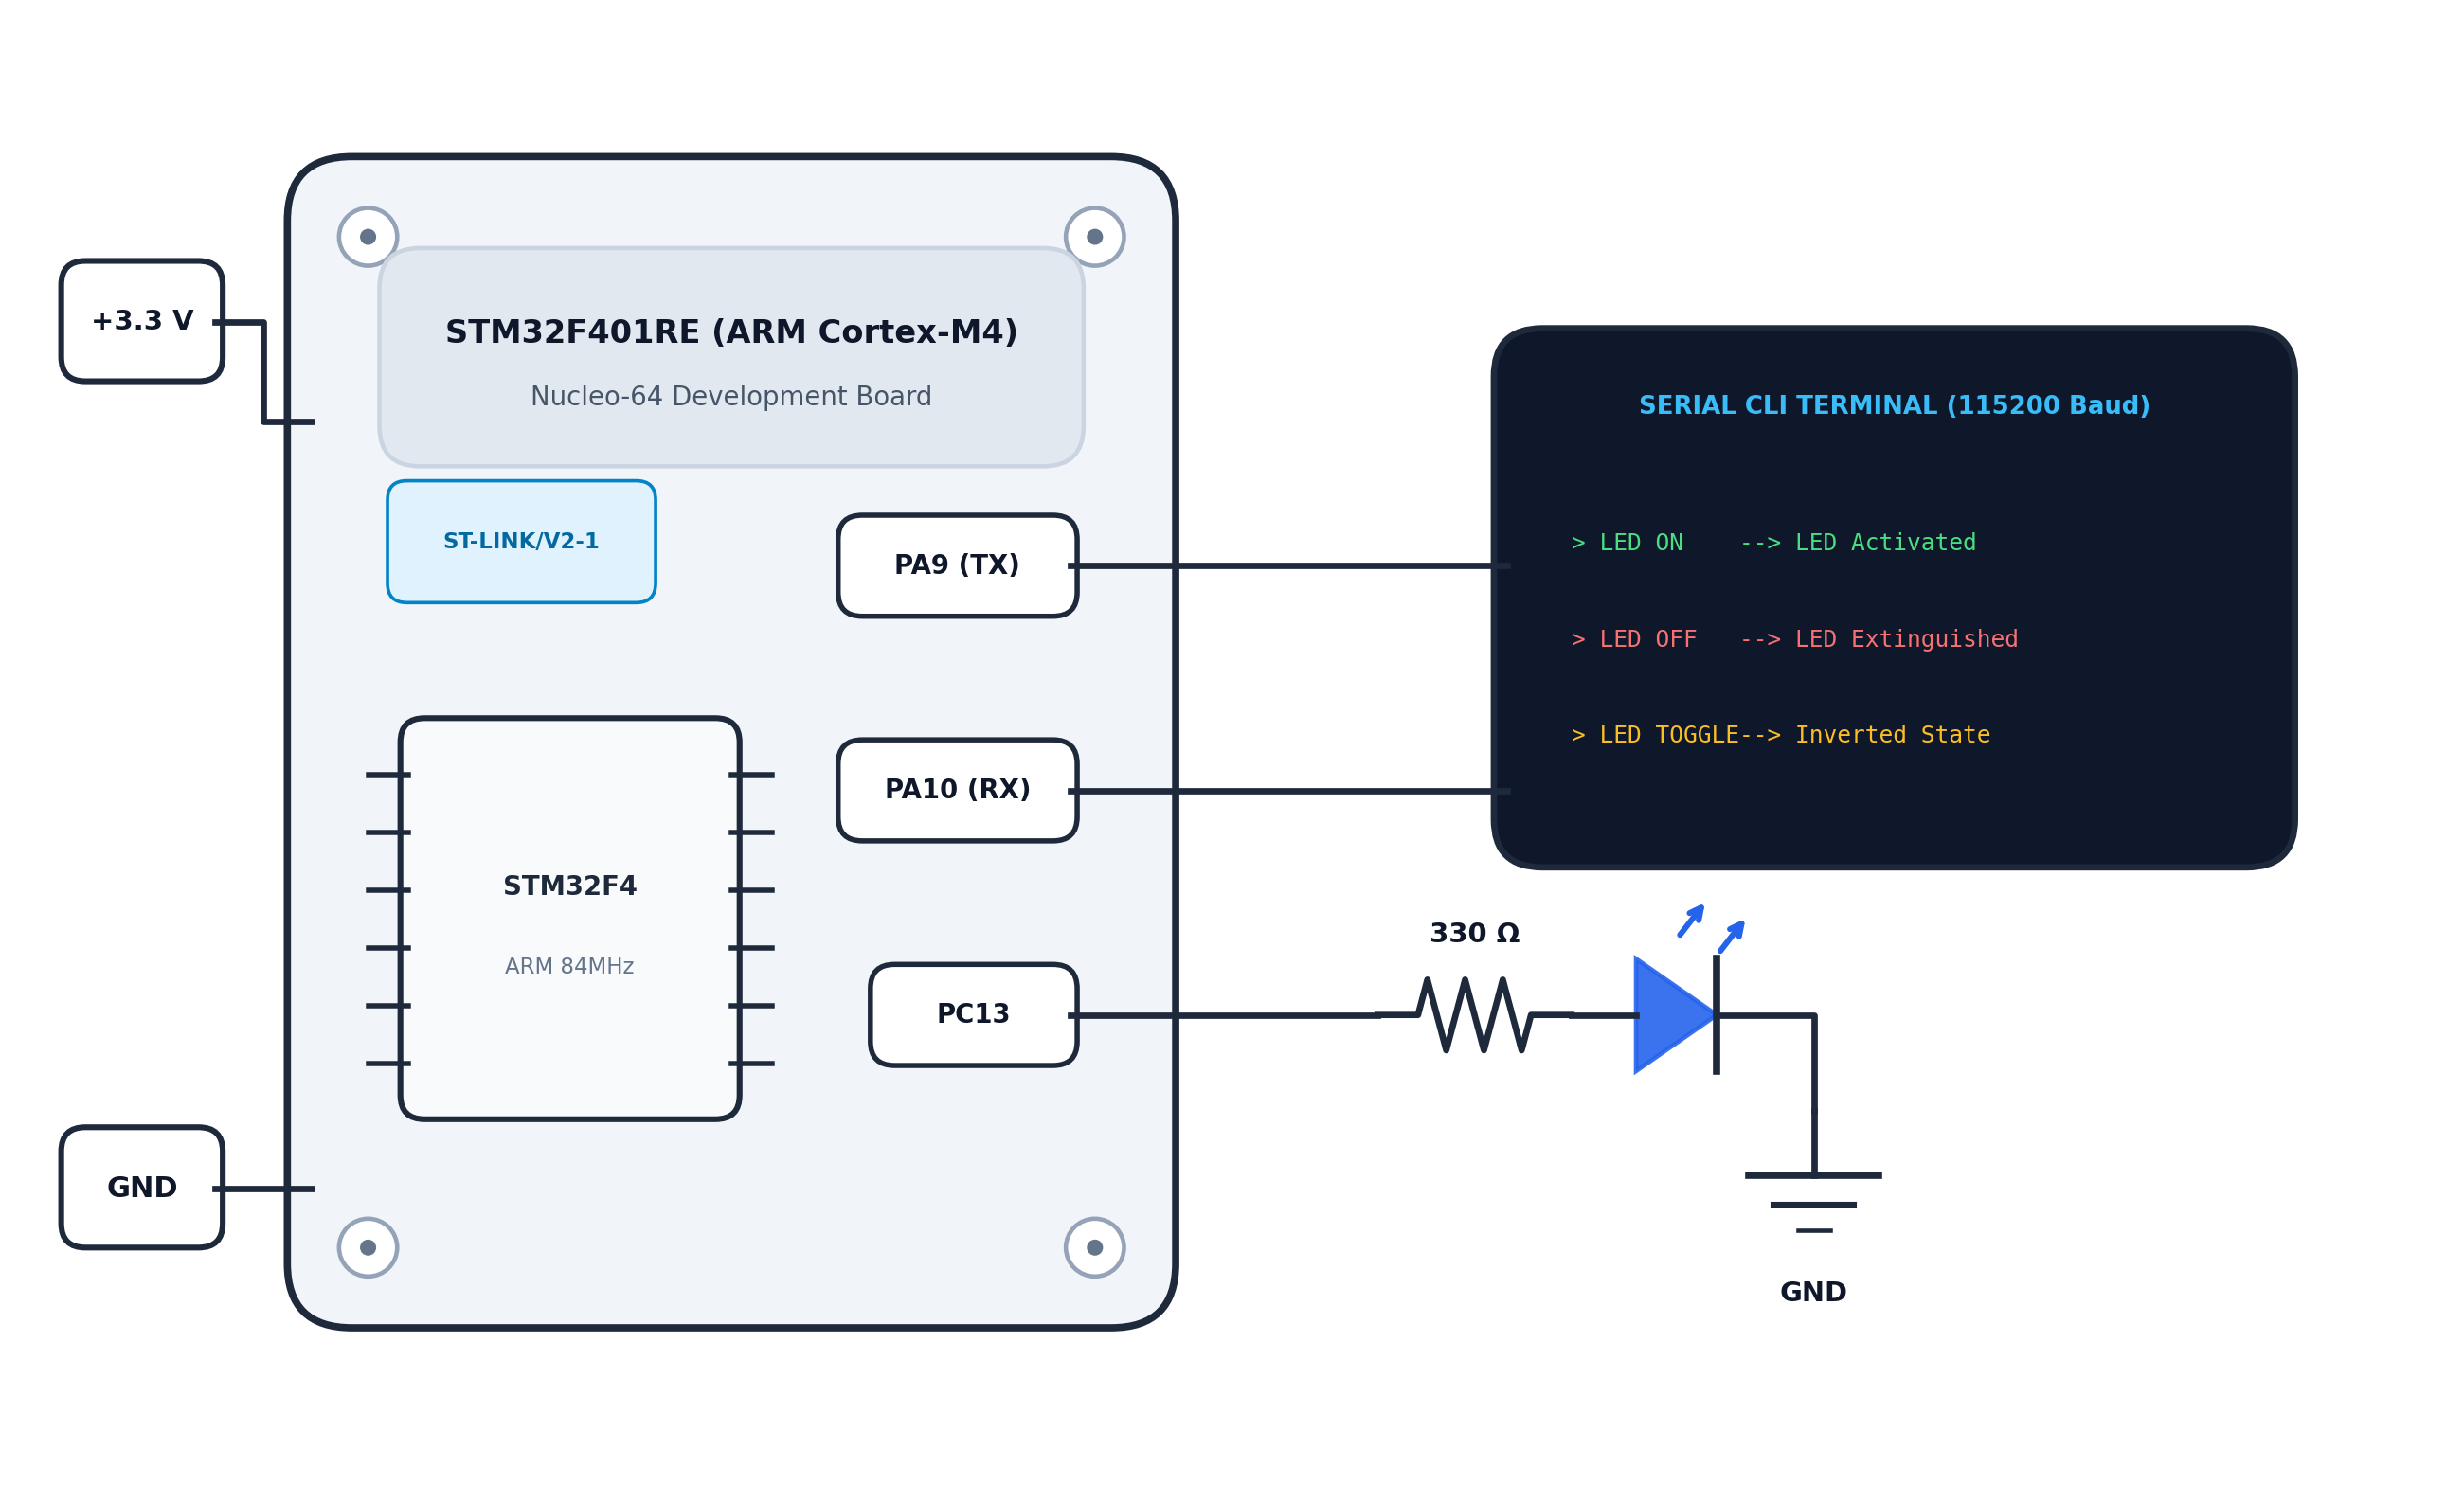 +3.3 V
STM32F401RE (ARM Cortex-M4)
Nucleo-64 Development Board
ST-LINK/V2-1
PA9 (TX)
PA10 (RX)
STM32F4
ARM 84MHz
PC13
GND
SERIAL CLI TERMINAL (115200 Baud)
> LED ON    --> LED Activated
> LED OFF   --> LED Extinguished
> LED TOGGLE--> Inverted State
330 Ω
GND